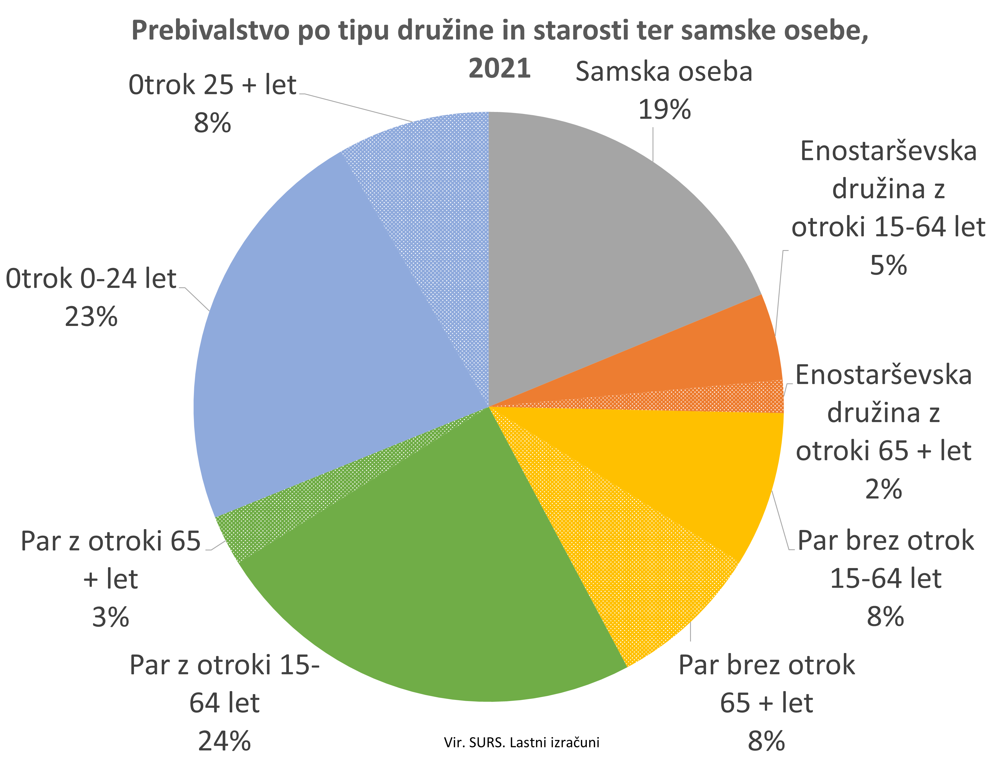 Prebivalstvo po tipu družine in starosti ter samske osebe,
2021
Samska oseba
19%
Enostarševska
družina z
otroki 15-64 let
5%
Enostarševska
družina z
otroki 65 + let
2%
Par brez otrok
15-64 let
8%
Par brez otrok
65 + let
8%
Par z otroki 15-
64 let
24%
Par z otroki 65
+ let
3%
0trok 0-24 let
23%
0trok 25 + let
8%
Vir. SURS. Lastni izračuni